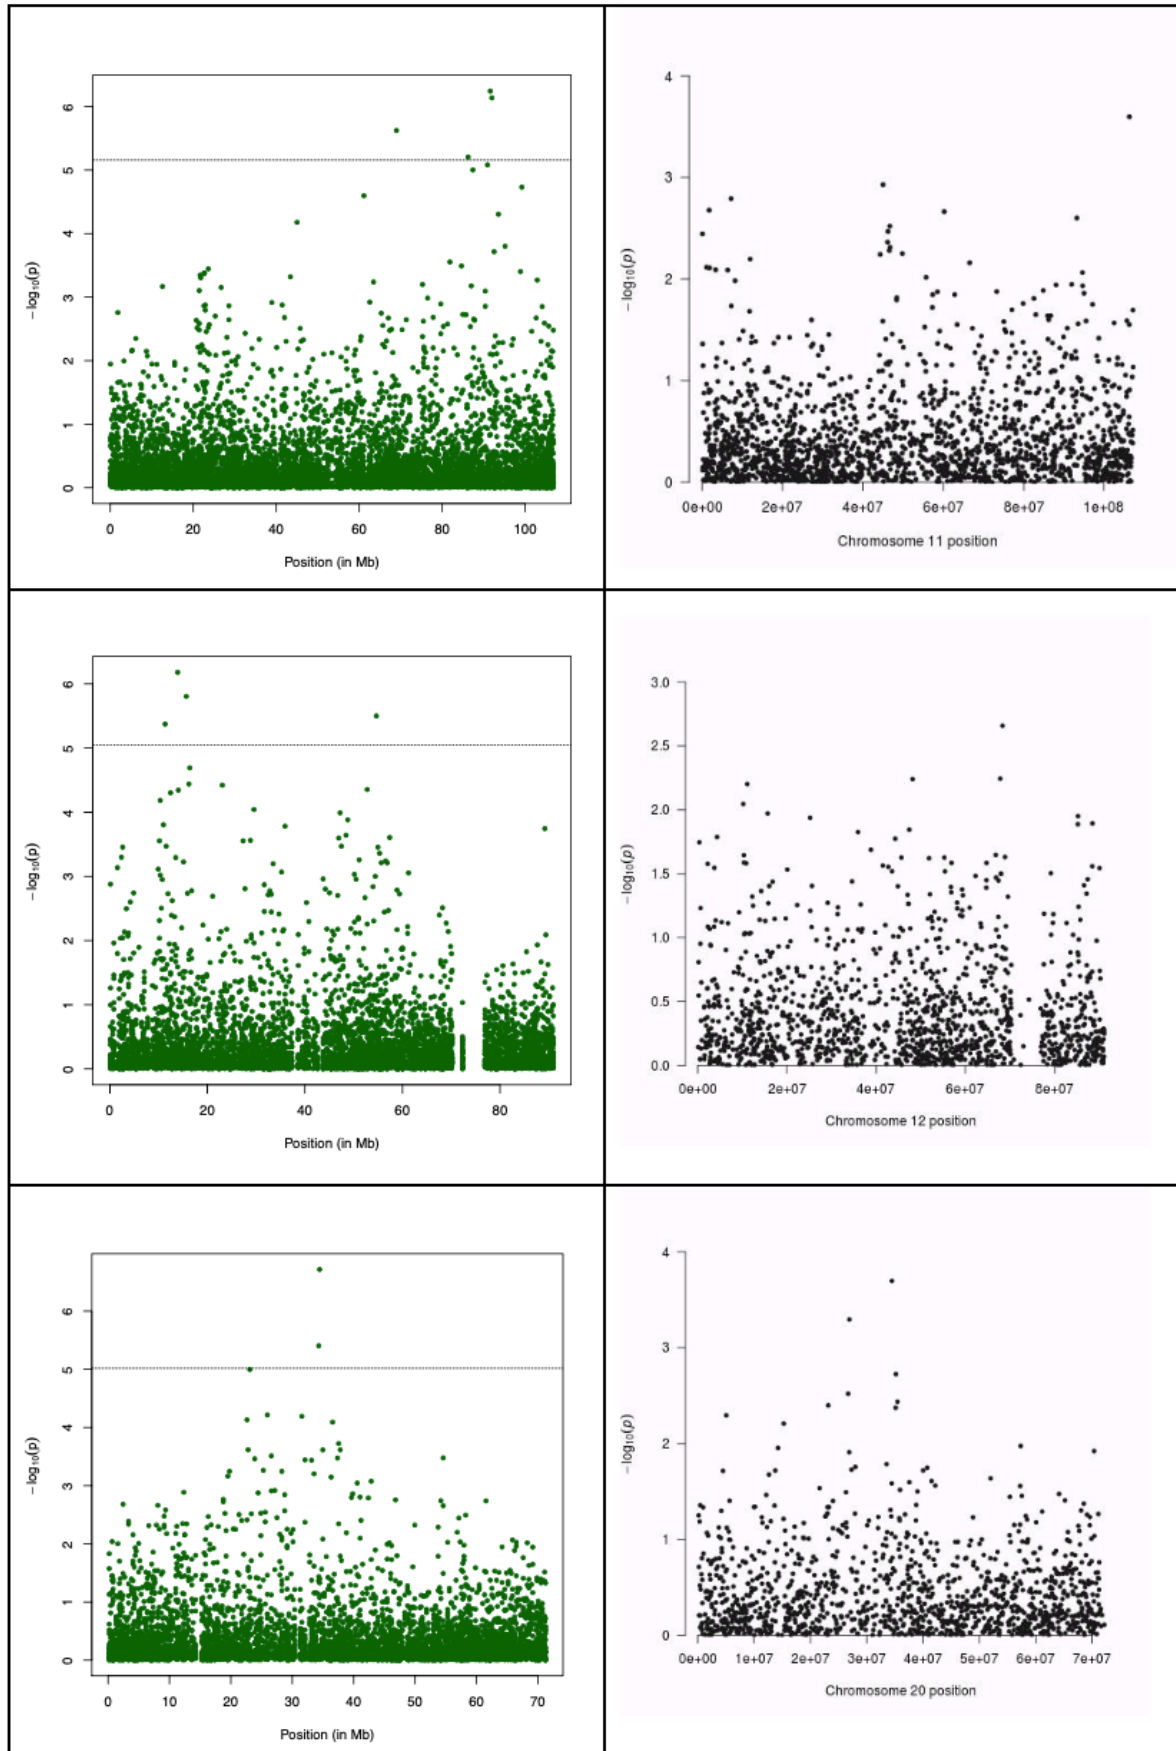 6
5
4
3
2
1
0
−log10(p)
0 20 40 60 80 100
Position (in Mb)
4
3
2
1
0
−log10(p)
0e+00 2e+07 4e+07 6e+07 8e+07 1e+08
Chromosome 11 position
6
5
4
3
2
1
0
−log10(p)
0 20 40 60 80
Position (in Mb)
3.0
2.5
2.0
1.5
1.0
0.5
0.0
−log10(p)
0e+00 2e+07 4e+07 6e+07 8e+07
Chromosome 12 position
6
5
4
3
2
1
0
−log10(p)
0 10 20 30 40 50 60 70
Position (in Mb)
4
3
2
1
0
−log10(p)
0e+00 1e+07 2e+07 3e+07 4e+07 5e+07 6e+07 7e+07
Chromosome 20 position